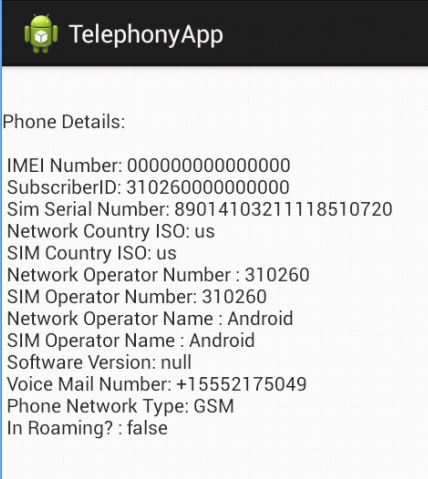 TelephonyApp
Phone Details:
IMEI Number: 000000000000000
SubscriberID: 310260000000000
Sim Serial Number: 89014103211118510720
Network Country ISO: us
SIM Country ISO: us
Network Operator Number : 310260
SIM Operator Number: 310260
Network Operator Name : Android
SIM Operator Name : Android
Software Version: null
Voice Mail Number: +15552175049
Phone Network Type: GSM
In Roaming? : false